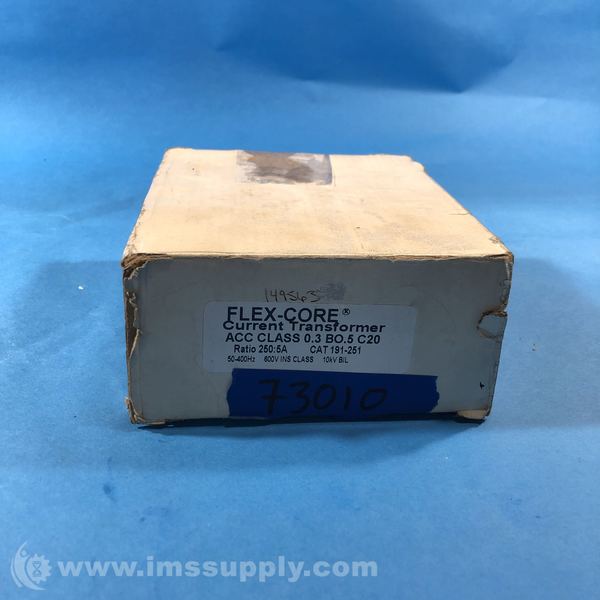 149563
FLEX-CORE®
Current Transformer
ACC CLASS 0.3 BO.5 C20
Ratio 250:5A CAT 191-251
50-400Hz 600V INS CLASS 10kV BIL
73010
www.imssupply.com